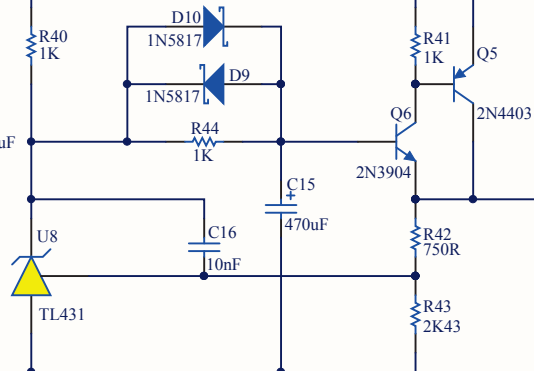 D10
1N5817
R40
1K
R41
1K
Q5
D9
1N5817
2N4403
Q6
R44
1K
uF
2N3904
C15
+
470uF
C16
10nF
R42
750R
U8
TL431
R43
2K43